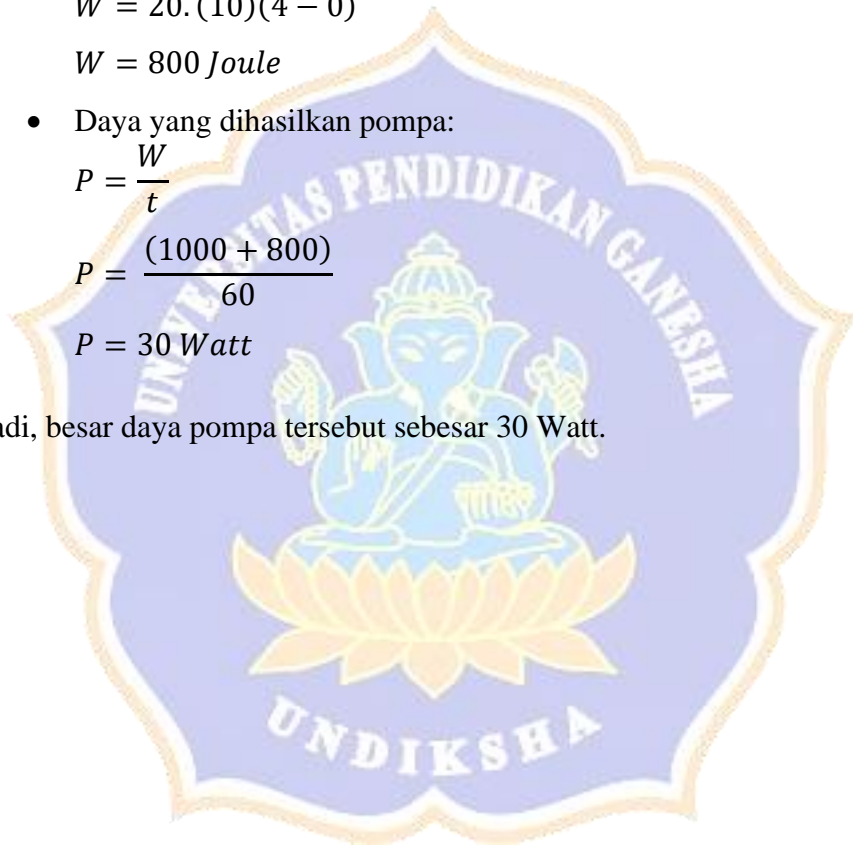 W = 20. (10)(4 − 0)
W = 800 Joule
• Daya yang dihasilkan pompa:
P = W/t
P = (1000 + 800)/60
P = 30 Watt
adi, besar daya pompa tersebut sebesar 30 Watt.
UNIVERSITAS PENDIDIKAN GANESHA
UNDIKSHA